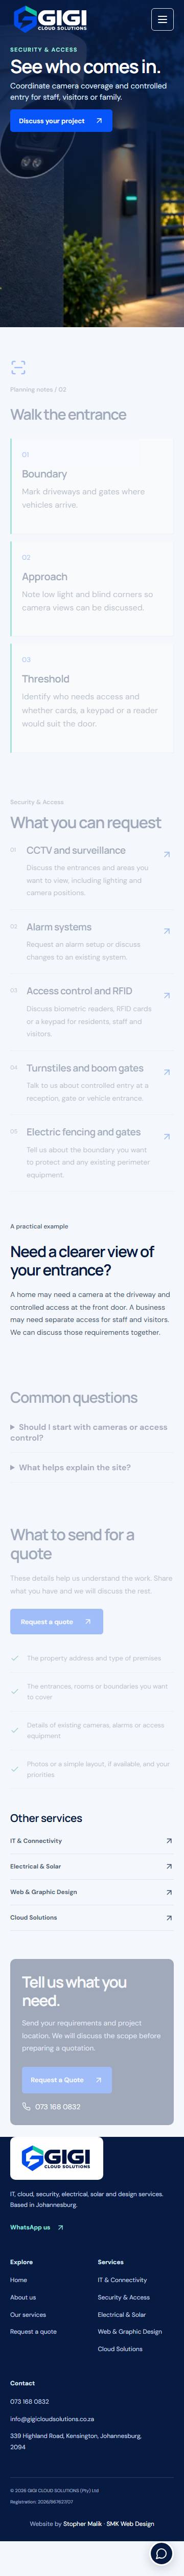 GIGI
CLOUD SOLUTIONS
SECURITY & ACCESS
See who comes in.
Coordinate camera coverage and controlled
entry for staff, visitors or family.
Discuss your project
Planning notes / 02
Walk the entrance
01
Boundary
Mark driveways and gates where
vehicles arrive.
02
Approach
Note low light and blind corners so
camera views can be discussed.
03
Threshold
Identify who needs access and
whether cards, a keypad or a reader
would suit the door.
Security & Access
What you can request
01 CCTV and surveillance
Discuss the entrances and areas you
want to view, including lighting and
camera positions.
02 Alarm systems
Request an alarm setup or discuss
changes to an existing system.
03 Access control and RFID
Discuss biometric readers, RFID cards
or a keypad for residents, staff and
visitors.
04 Turnstiles and boom gates
Talk to us about controlled entry at a
reception, gate or vehicle entrance.
05 Electric fencing and gates
Tell us about the boundary you want
to protect and any existing perimeter
equipment.
A practical example
Need a clearer view of
your entrance?
A home may need a camera at the driveway and
controlled access at the front door. A business
may need separate access for staff and visitors.
We can discuss those requirements together.
Common questions
Should I start with cameras or access
control?
What helps explain the site?
What to send for a
quote
These details help us understand the work. Share
what you have and we will discuss the rest.
Request a quote
The property address and type of premises
The entrances, rooms or boundaries you want
to cover
Details of existing cameras, alarms or access
equipment
Photos or a simple layout, if available, and your
priorities
Other services
IT & Connectivity
Electrical & Solar
Web & Graphic Design
Cloud Solutions
Tell us what you
need.
Send your requirements and project
location. We will discuss the scope before
preparing a quotation.
Request a Quote
073 168 0832
GIGI
CLOUD SOLUTIONS
IT, cloud, security, electrical, solar and design services.
Based in Johannesburg.
WhatsApp us
Explore
Home
About us
Our services
Request a quote
Services
IT & Connectivity
Security & Access
Electrical & Solar
Web & Graphic Design
Cloud Solutions
Contact
073 168 0832
info@gigicloudsolutions.co.za
339 Highland Road, Kensington, Johannesburg,
2094
© 2026 GIGI CLOUD SOLUTIONS (Pty) Ltd
Registration: 2026/861623/07
Website by Stopher Malik · SMK Web Design